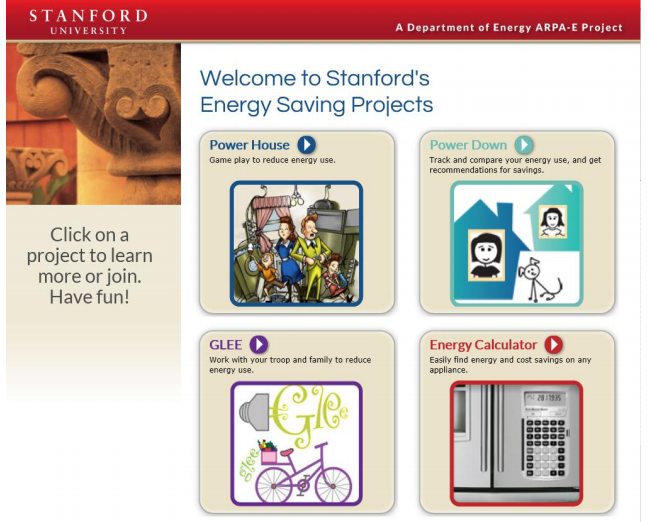 STANFORD
UNIVERSITY
A Department of Energy ARPA-E Project
Welcome to Stanford's
Energy Saving Projects
Click on a
project to learn
more or join.
Have fun!
Power House
Game play to reduce energy use.
Power Down
Track and compare your energy use, and get
recommendations for savings.
GLEE
Work with your troop and family to reduce
energy use.
Glee
glee
Energy Calculator
Easily find energy and cost savings on any
appliance.